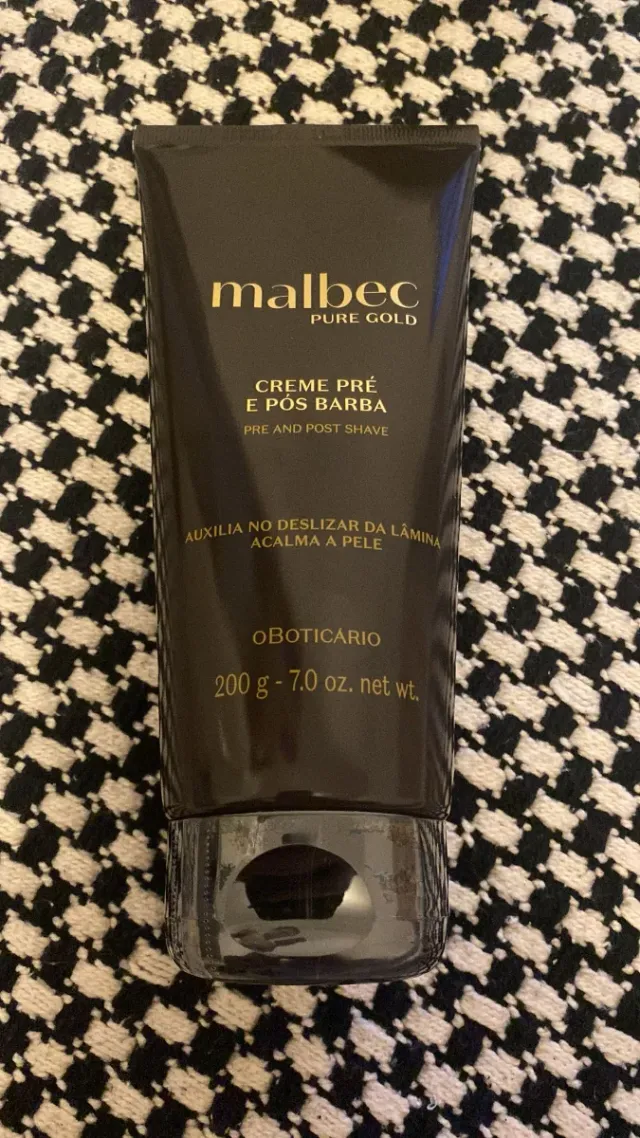 malbec
PURE GOLD
CREME PRÉ
E PÓS BARBA
PRE AND POST SHAVE
AUXILIA NO DESLIZAR DA LÂMINA
ACALMA A PELE
oBOTICÁRIO
200 g - 7.0 oz. net wt.